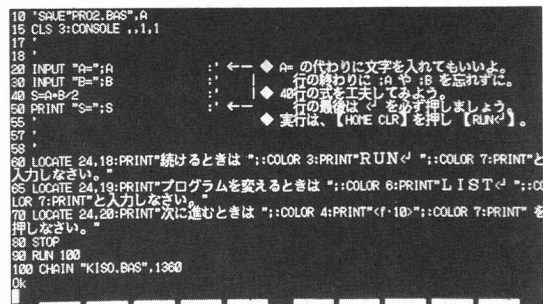 10 'SAVE"PRO2.BAS",A
15 CLS 3:CONSOLE ,,1,1
17 '
18 '
20 INPUT "A=";A :' ←─ ◆ A= の代わりに文字を入れてもいいよ。
30 INPUT "B=";B :' │ 行の終わりに ;A や ;B を忘れずに。
40 S=A*B/2 :' │◆ 40行の式を工夫してみよう。
50 PRINT "S=";S :' ←─ 行の最後は <┘ を必ず押しましょう。
55 ' ◆ 実行は、【HOME CLR】を押し 【RUN<┘】。
57 '
58 '
60 LOCATE 24,18:PRINT"続けるときは ";:COLOR 3:PRINT"RUN<┘ ";:COLOR 7:PRINT"と
入力しなさい。"
65 LOCATE 24,19:PRINT"プログラムを変えるときは ";:COLOR 6:PRINT"LIST<┘ ";:CO
LOR 7:PRINT"と入力しなさい。"
70 LOCATE 24,20:PRINT"次に進むときは ";:COLOR 4:PRINT"<f・10>";:COLOR 7:PRINT" を
押しなさい。"
80 STOP
90 RUN 100
100 CHAIN "KISO.BAS",1360
Ok